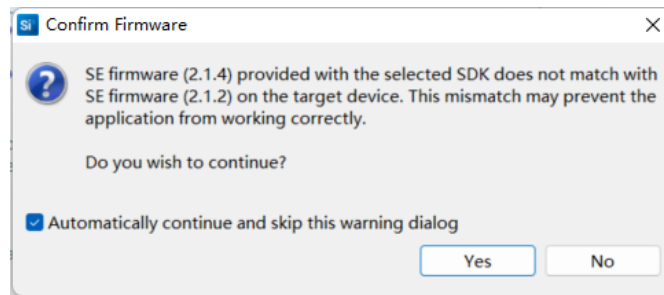 Si Confirm Firmware
SE firmware (2.1.4) provided with the selected SDK does not match with
SE firmware (2.1.2) on the target device. This mismatch may prevent the
application from working correctly.
Do you wish to continue?
Automatically continue and skip this warning dialog
Yes No